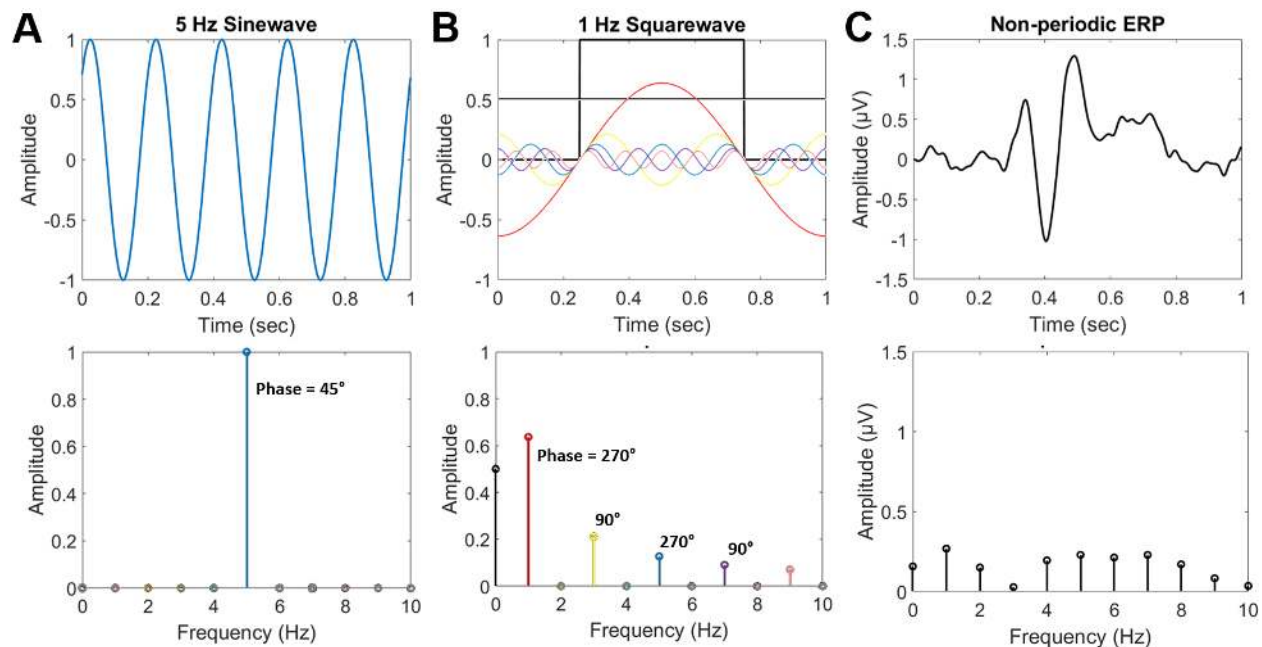 A
5 Hz Sinewave
Amplitude
1
0.5
0
-0.5
-1
0 0.2 0.4 0.6 0.8 1
Time (sec)
B
1 Hz Squarewave
Amplitude
1
0.5
0
-0.5
-1
0 0.2 0.4 0.6 0.8 1
Time (sec)
C
Non-periodic ERP
Amplitude (µV)
1.5
1
0.5
0
-0.5
-1
-1.5
0 0.2 0.4 0.6 0.8 1
Time (sec)
Amplitude
1
0.8
0.6
0.4
0.2
0
Phase = 45°
0 2 4 6 8 10
Frequency (Hz)
Amplitude
1
0.8
0.6
0.4
0.2
0
Phase = 270°
90°
270°
90°
0 2 4 6 8 10
Frequency (Hz)
Amplitude (µV)
1.5
1
0.5
0
0 2 4 6 8 10
Frequency (Hz)